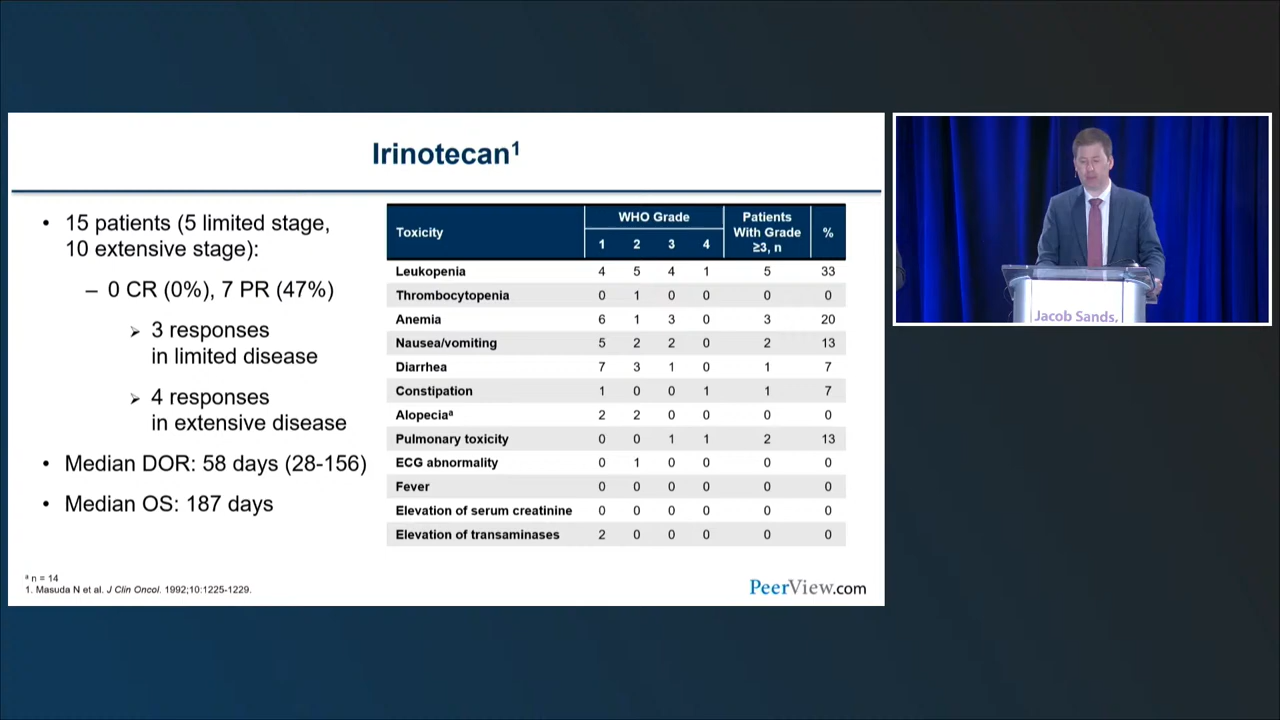 Irinotecan¹
• 15 patients (5 limited stage,
10 extensive stage):
– 0 CR (0%), 7 PR (47%)
➢ 3 responses
in limited disease
➢ 4 responses
in extensive disease
• Median DOR: 58 days (28-156)
• Median OS: 187 days
Toxicity WHO Grade Patients With Grade ≥3, n %
1 2 3 4
Leukopenia 4 5 4 1 5 33
Thrombocytopenia 0 1 0 0 0 0
Anemia 6 1 3 0 3 20
Nausea/vomiting 5 2 2 0 2 13
Diarrhea 7 3 1 0 1 7
Constipation 1 0 0 1 1 7
Alopeciaᵃ 2 2 0 0 0 0
Pulmonary toxicity 0 0 1 1 2 13
ECG abnormality 0 1 0 0 0 0
Fever 0 0 0 0 0 0
Elevation of serum creatinine 0 0 0 0 0 0
Elevation of transaminases 2 0 0 0 0 0
ᵃ n = 14
1. Masuda N et al. J Clin Oncol. 1992;10:1225-1229.
PeerView.com
Jacob Sands,